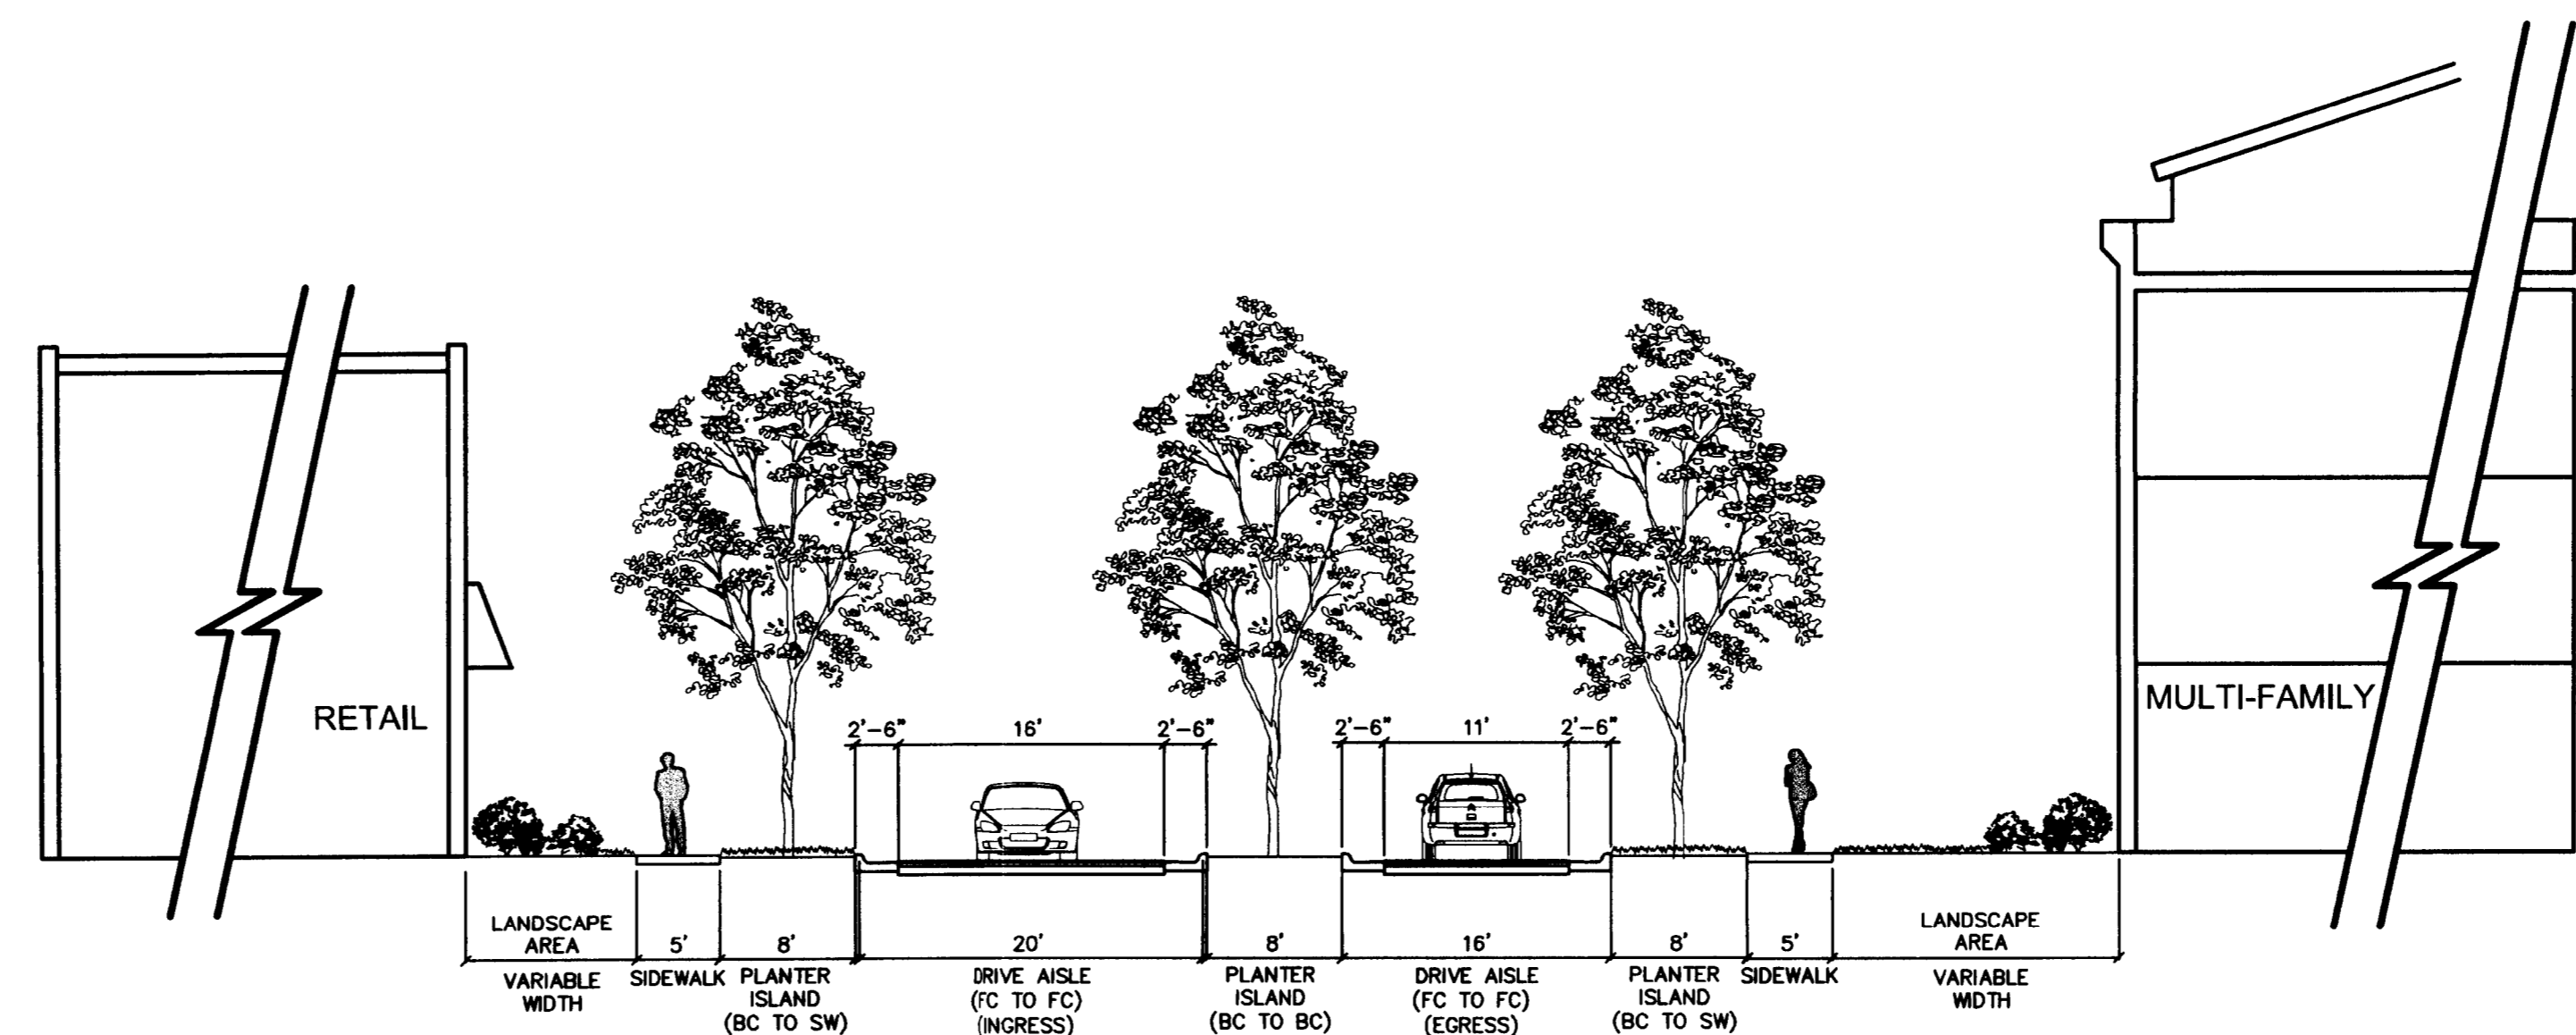 RETAIL
MULTI-FAMILY
2'-6"
16'
2'-6"
2'-6"
11'
2'-6"
LANDSCAPE
AREA
5'
8'
20'
8'
16'
8'
5'
LANDSCAPE
AREA
VARIABLE
WIDTH
SIDEWALK
PLANTER
ISLAND
(BC TO SW)
DRIVE AISLE
(FC TO FC)
(INGRESS)
PLANTER
ISLAND
(BC TO BC)
DRIVE AISLE
(FC TO FC)
(EGRESS)
PLANTER
ISLAND
(BC TO SW)
SIDEWALK
VARIABLE
WIDTH